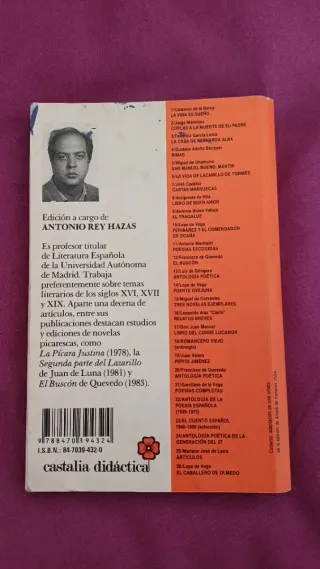 Edición a cargo de
ANTONIO REY HAZAS
Es profesor titular
de Literatura Española
de la Universidad Autónoma
de Madrid. Trabaja
preferentemente sobre temas
literarios de los siglos XVI, XVII
y XIX. Aparte una decena de
artículos, entre sus
publicaciones destacan estudios
y ediciones de novelas
picarescas, como
La Pícara Justina (1978), la
Segunda parte del Lazarillo
de Juan de Luna (1981) y
El Buscón de Quevedo (1983).
9 788470 394324
I.S.B.N.: 84-7039-432-0
castalia didáctica
1/Calderón de la Barca
LA VIDA ES SUEÑO
2/Jorge Manrique
COPLAS A LA MUERTE DE SU PADRE
3/Federico García Lorca
LA CASA DE BERNARDA ALBA
4/Gustavo Adolfo Bécquer
RIMAS
5/Miguel de Unamuno
SAN MANUEL BUENO, MÁRTIR
6/LA VIDA DE LAZARILLO DE TORMES
7/José Cadalso
CARTAS MARRUECAS
8/Arcipreste de Hita
LIBRO DE BUEN AMOR
9/Antonio Buero Vallejo
EL TRAGALUZ
10/Lope de Vega
PERIBÁÑEZ Y EL COMENDADOR
DE OCAÑA
11/Antonio Machado
POESÍAS ESCOGIDAS
12/Francisco de Quevedo
EL BUSCÓN
13/Luis de Góngora
ANTOLOGÍA POÉTICA
14/Lope de Vega
FUENTE OVEJUNA
15/Miguel de Cervantes
TRES NOVELAS EJEMPLARES
16/Leopoldo Alas "Clarín"
RELATOS BREVES
17/Don Juan Manuel
LIBRO DEL CONDE LUCANOR
18/ROMANCERO VIEJO
(antología)
19/Juan Valera
PEPITA JIMÉNEZ
20/Francisco de Quevedo
ANTOLOGÍA POÉTICA
21/Garcilaso de la Vega
POESÍAS COMPLETAS
22/ANTOLOGÍA DE LA
POESÍA ESPAÑOLA
(1939-1975)
23/EL CUENTO ESPAÑOL
1940-1980 (selección)
24/ANTOLOGÍA POÉTICA DE LA
GENERACIÓN DEL 27
25/Mariano José de Larra
ARTÍCULOS
26/Lope de Vega
EL CABALLERO DE OLMEDO